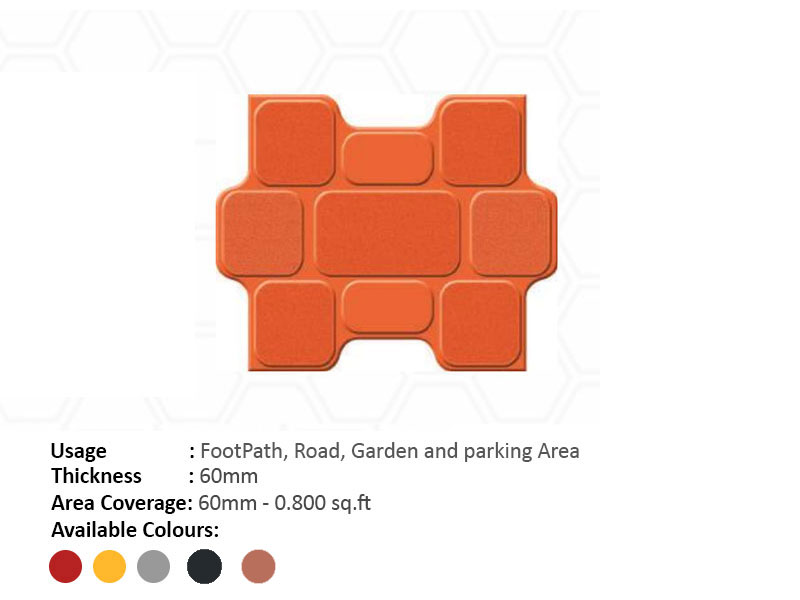 Usage : FootPath, Road, Garden and parking Area
Thickness : 60mm
Area Coverage: 60mm - 0.800 sq.ft
Available Colours: